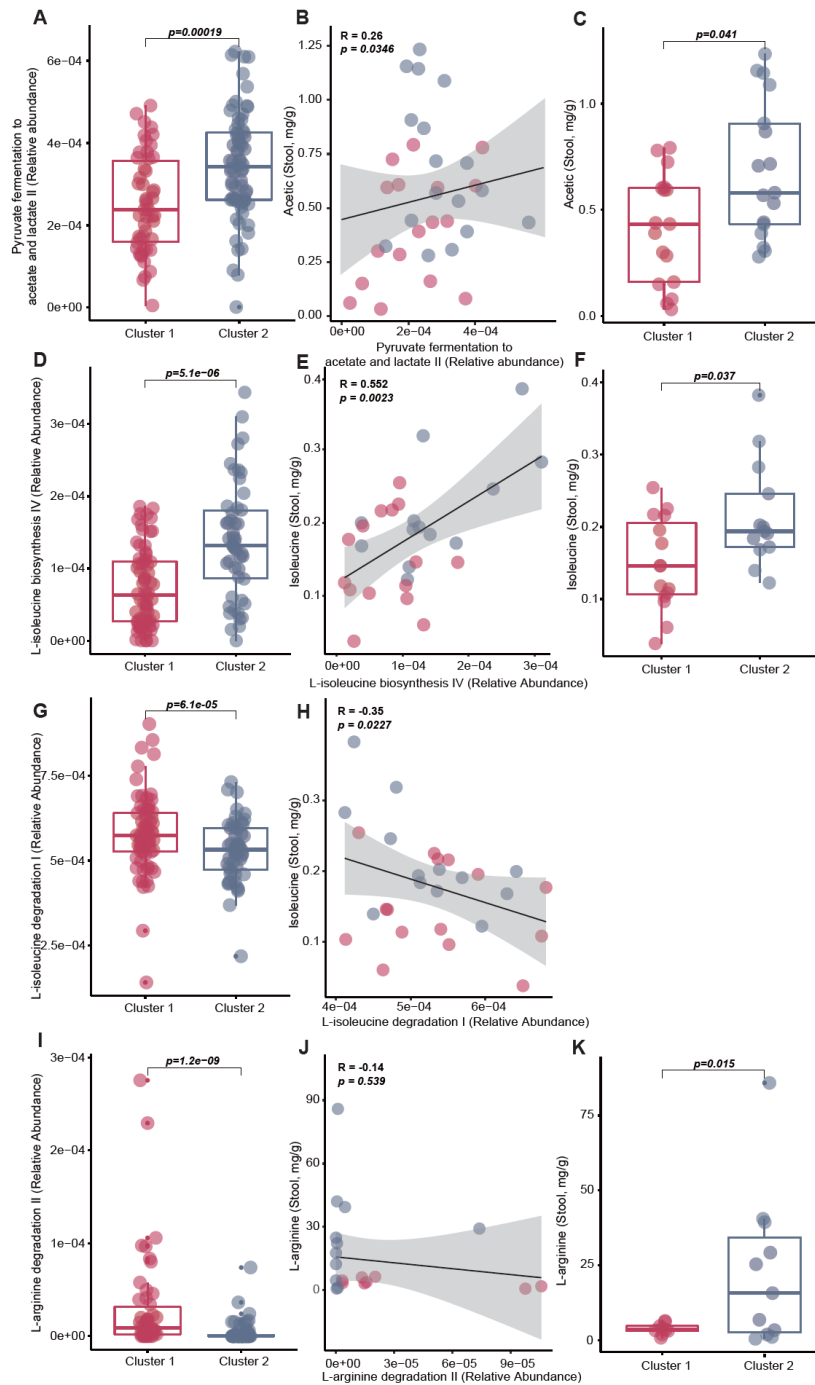 A
p=0.00019
Pyruvate fermentation to
acetate and lactate II (Relative abundance)
6e−04
4e−04
2e−04
0e+00
Cluster 1
Cluster 2
B
R = 0.26
p = 0.0346
Acetic (Stool, mg/g)
1.25
1.00
0.75
0.50
0.25
0.00
0e+00
2e−04
4e−04
Pyruvate fermentation to
acetate and lactate II (Relative abundance)
C
p=0.041
Acetic (Stool, mg/g)
1.0
0.5
0.0
Cluster 1
Cluster 2
D
p=5.1e−06
L-isoleucine biosynthesis IV (Relative Abundance)
3e−04
2e−04
1e−04
0e+00
Cluster 1
Cluster 2
E
R = 0.552
p = 0.0023
Isoleucine (Stool, mg/g)
0.4
0.3
0.2
0.1
0e+00
1e−04
2e−04
3e−04
L-isoleucine biosynthesis IV (Relative Abundance)
F
p=0.037
Isoleucine (Stool, mg/g)
0.4
0.3
0.2
0.1
Cluster 1
Cluster 2
G
p=6.1e-05
L-isoleucine degradation I (Relative Abundance)
7.5e−04
5.0e−04
2.5e−04
Cluster 1
Cluster 2
H
R = -0.35
p = 0.0227
Isoleucine (Stool, mg/g)
0.3
0.2
0.1
4e−04
5e−04
6e−04
L-isoleucine degradation I (Relative Abundance)
I
p=1.2e−09
L-arginine degradation II (Relative Abundance)
3e−04
2e−04
1e−04
0e+00
Cluster 1
Cluster 2
J
R = -0.14
p = 0.539
L-arginine (Stool, mg/g)
90
60
30
0
0e+00
3e−05
6e−05
9e−05
L-arginine degradation II (Relative Abundance)
K
p=0.015
L-arginine (Stool, mg/g)
75
50
25
0
Cluster 1
Cluster 2